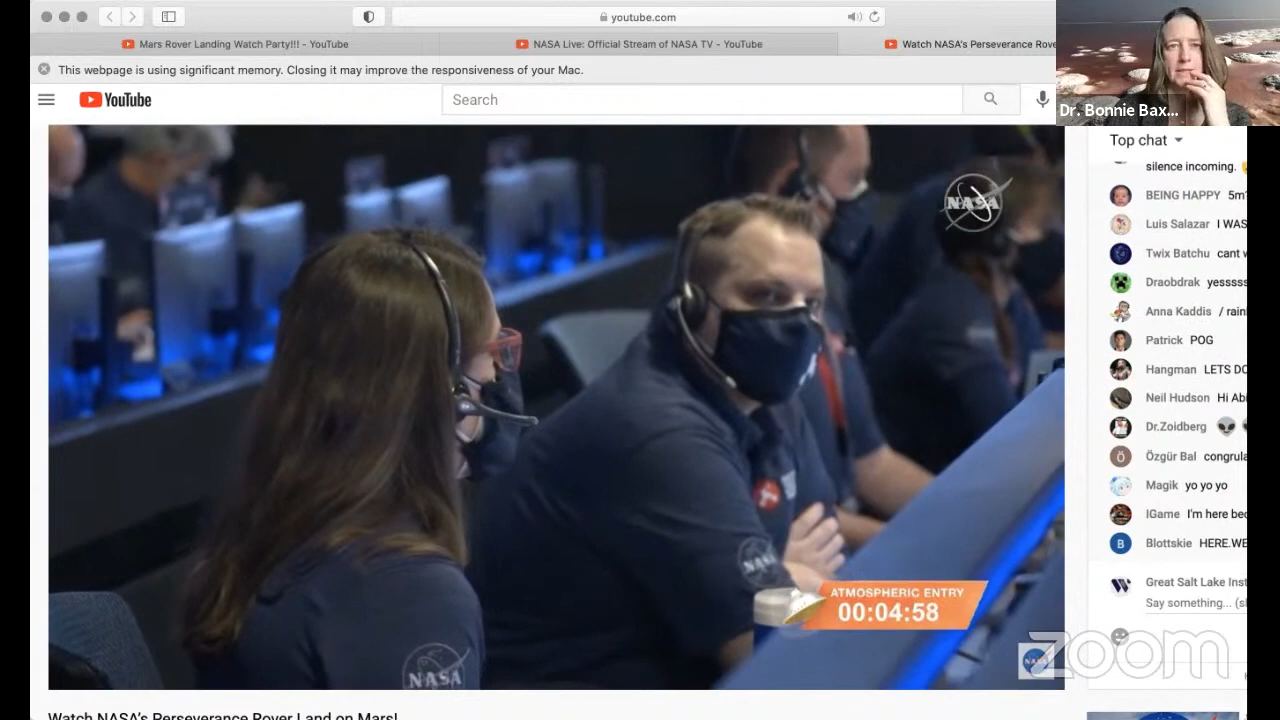 youtube.com
Mars Rover Landing Watch Party!!! - YouTube
NASA Live: Official Stream of NASA TV - YouTube
Watch NASA's Perseverance Rove
This webpage is using significant memory. Closing it may improve the responsiveness of your Mac.
Dr. Bonnie Bax...
YouTube
Search
Top chat
silence incoming.
BEING HAPPY 5m
Luis Salazar I WAS
Twix Batchu cant w
Draobdrak yessss
Anna Kaddis / rain
Patrick POG
Hangman LETS DO
Neil Hudson Hi Abi
Dr.Zoidberg
Özgür Bal congrula
Magik yo yo yo
IGame I'm here bec
Blottskie HERE.WE
Great Salt Lake Inst
Say something... (sl
NASA
NASA
ATMOSPHERIC ENTRY
00:04:58
NASA
NASA
zoom
Watch NASA's Perseverance Rover Land on Mars!